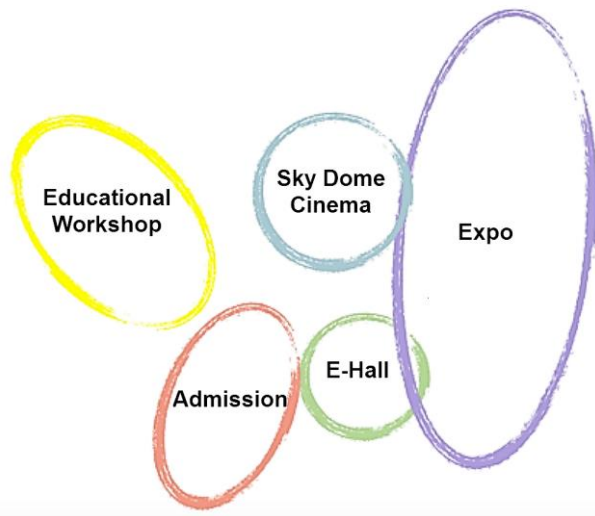 Educational
Workshop
Sky Dome
Cinema
Expo
E-Hall
Admission